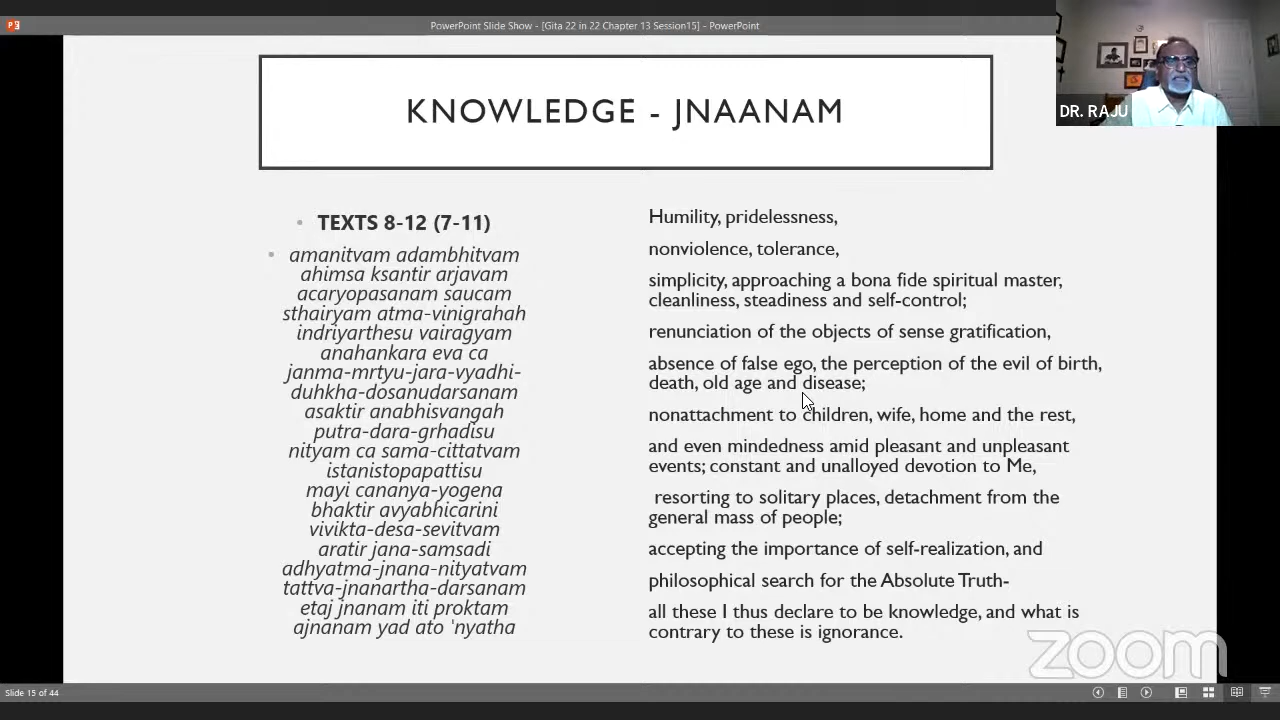 PowerPoint Slide Show - [Gita 22 in 22 Chapter 13 Session15] - PowerPoint
DR. RAJU
KNOWLEDGE - JNAANAM
TEXTS 8-12 (7-11)
amanitvam adambhitvam
ahimsa ksantir arjavam
acaryopasanam saucam
sthairyam atma-vinigrahah
indriyarthesu vairagyam
anahankara eva ca
janma-mrtyu-jara-vyadhi-
duhkha-dosanudarsanam
asaktir anabhisvangah
putra-dara-grhadisu
nityam ca sama-cittatvam
istanistopapattisu
mayi cananya-yogena
bhaktir avyabhicarini
vivikta-desa-sevitvam
aratir jana-samsadi
adhyatma-jnana-nityatvam
tattva-jnanartha-darsanam
etaj jnanam iti proktam
ajnanam yad ato 'nyatha
Humility, pridelessness,
nonviolence, tolerance,
simplicity, approaching a bona fide spiritual master,
cleanliness, steadiness and self-control;
renunciation of the objects of sense gratification,
absence of false ego, the perception of the evil of birth,
death, old age and disease;
nonattachment to children, wife, home and the rest,
and even mindedness amid pleasant and unpleasant
events; constant and unalloyed devotion to Me,
resorting to solitary places, detachment from the
general mass of people;
accepting the importance of self-realization, and
philosophical search for the Absolute Truth-
all these I thus declare to be knowledge, and what is
contrary to these is ignorance.
zoom
Slide 15 of 44